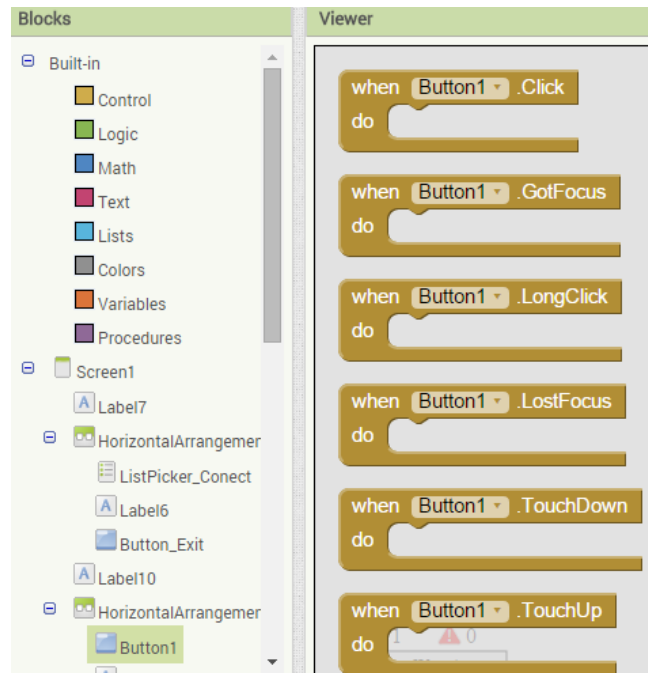 Blocks
Built-in
Control
Logic
Math
Text
Lists
Colors
Variables
Procedures
Screen1
A Label7
HorizontalArrangemer
ListPicker_Conect
A Label6
Button_Exit
A Label10
HorizontalArrangemer
Button1
Viewer
when Button1 .Click
do
when Button1 .GotFocus
do
when Button1 .LongClick
do
when Button1 .LostFocus
do
when Button1 .TouchDown
do
when Button1 .TouchUp
do
1 0